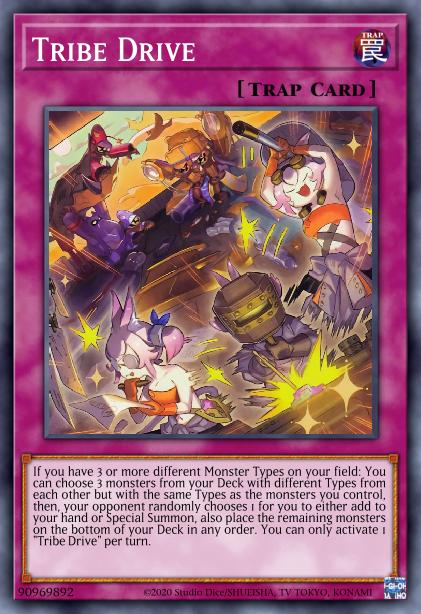 TRIBE DRIVE
TRAP
罠
[TRAP CARD]
If you have 3 or more different Monster Types on your field: You
can choose 3 monsters from your Deck with different Types from
each other but with the same Types as the monsters you control,
then, your opponent randomly chooses 1 for you to either add to
your hand or Special Summon, also place the remaining monsters
on the bottom of your Deck in any order. You can only activate 1
"Tribe Drive" per turn.
90969892 ©2020 Studio Dice/SHUEISHA, TV TOKYO, KONAMI